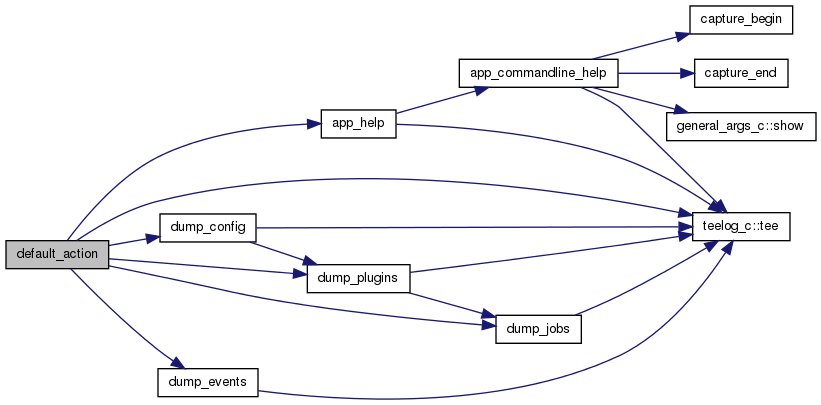 capture_begin
app_commandline_help
capture_end
app_help
general_args_c::show
dump_config
teelog_c::tee
default_action
dump_plugins
dump_jobs
dump_events